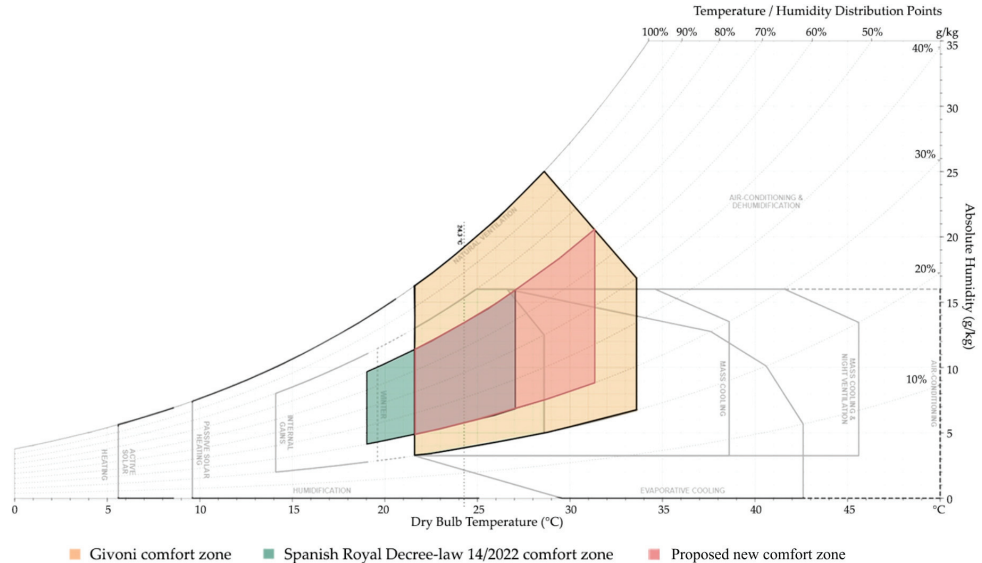 Temperature / Humidity Distribution Points
100% 90% 80% 70% 60% 50% g/kg
40% 35
30
30%
25
AIR-CONDITIONING &
DEHUMIDIFICATION
NATURAL VENTILATION
20
20%
15
10
10%
5
0
Absolute Humidity (g/kg)
WINTER
INTERNAL
GAINS
PASSIVE SOLAR
HEATING
ACTIVE
SOLAR
HEATING
MASS COOLING
MASS COOLING &
NIGHT VENTILATION
AIR-CONDITIONING
HUMIDIFICATION
EVAPORATIVE COOLING
0 5 10 15 20 25 30 35 40 45 °C
Dry Bulb Temperature (°C)
Givoni comfort zone
Spanish Royal Decree-law 14/2022 comfort zone
Proposed new comfort zone